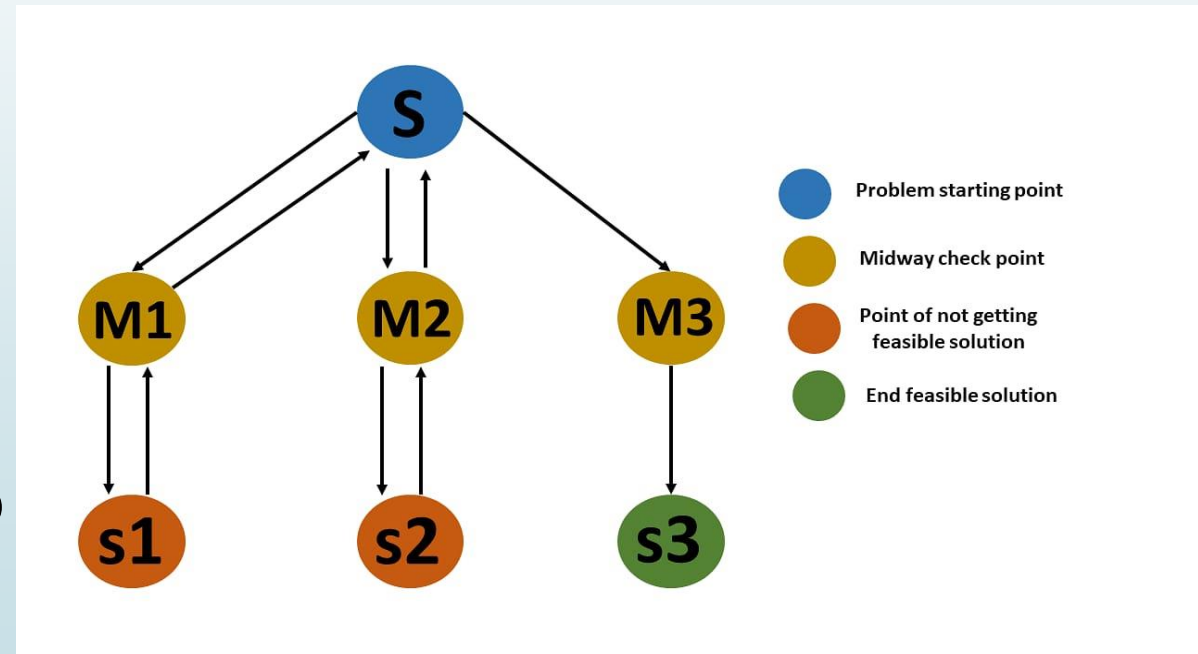 S
Problem starting point
Midway check point
M1
M2
M3
Point of not getting
feasible solution
End feasible solution
s1
s2
s3
)